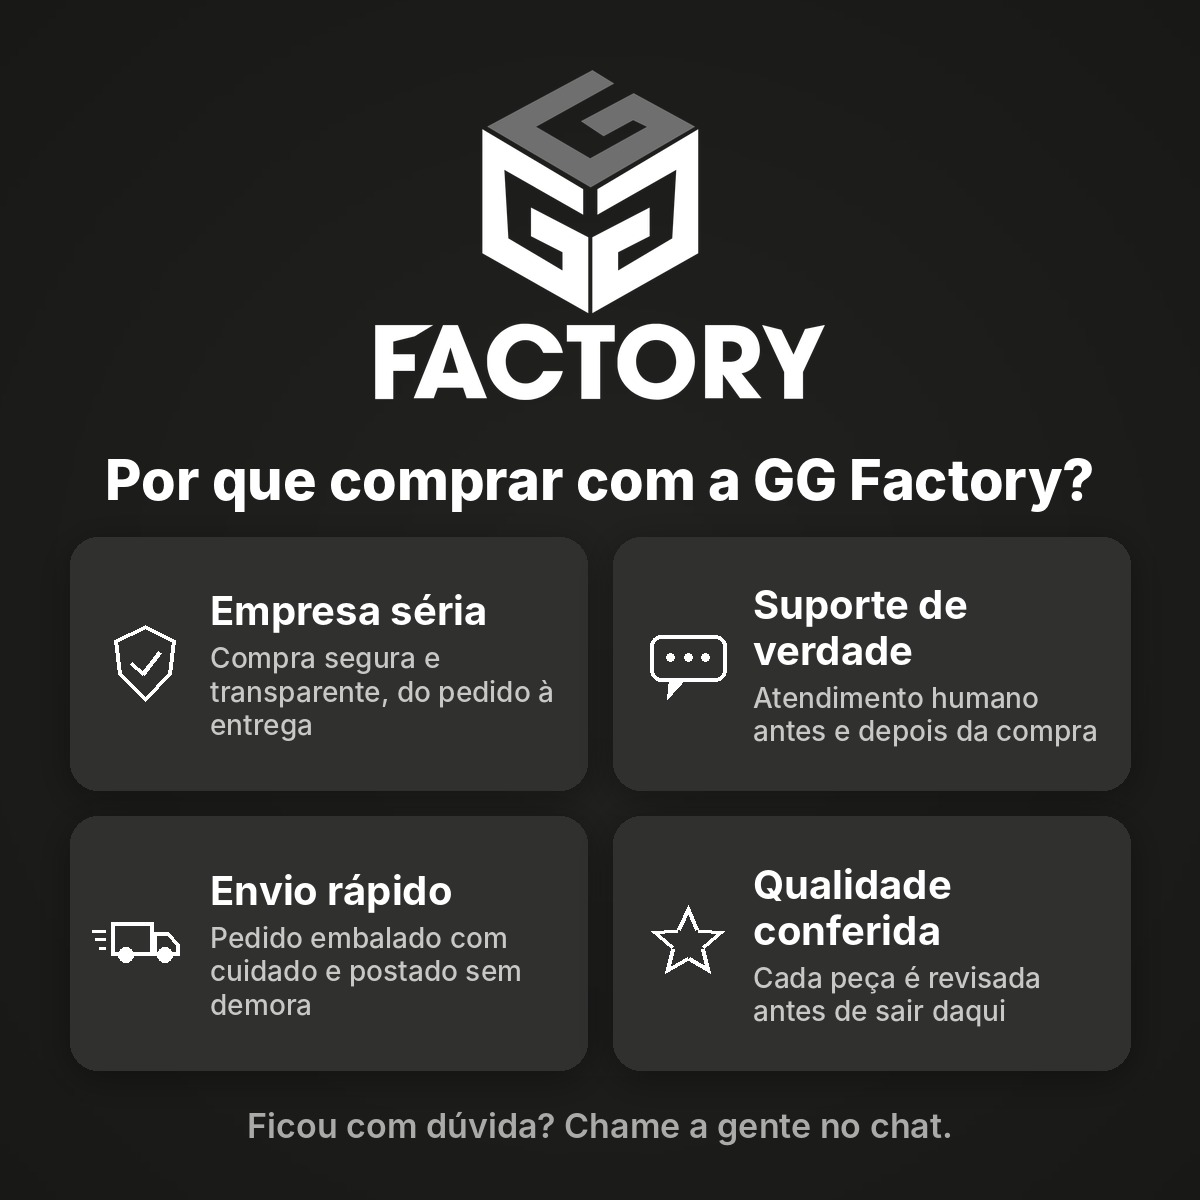 GGG
FACTORY
Por que comprar com a GG Factory?
Empresa séria
Compra segura e
transparente, do pedido à
entrega
Suporte de
verdade
Atendimento humano
antes e depois da compra
Envio rápido
Pedido embalado com
cuidado e postado sem
demora
Qualidade
conferida
Cada peça é revisada
antes de sair daqui
Ficou com dúvida? Chame a gente no chat.